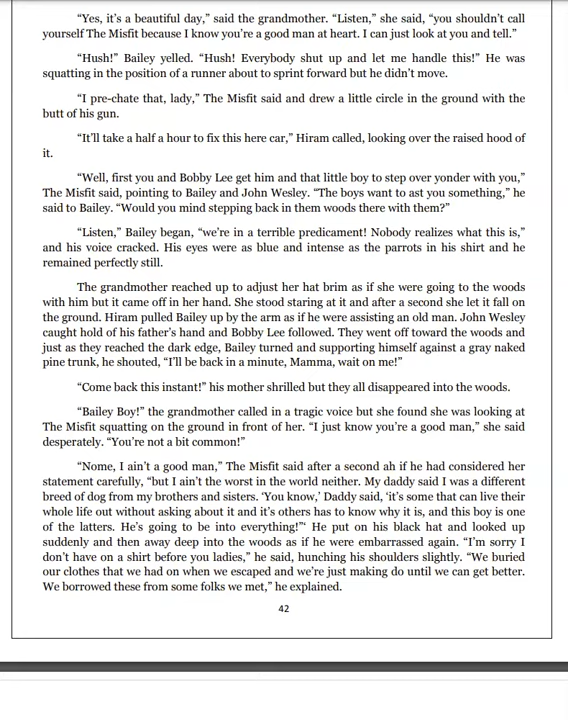 “Yes, it’s a beautiful day,” said the grandmother. “Listen,” she said, “you shouldn’t call
yourself The Misfit because I know you’re a good man at heart. I can just look at you and tell.”
“Hush!” Bailey yelled. “Hush! Everybody shut up and let me handle this!” He was
squatting in the position of a runner about to sprint forward but he didn’t move.
“I pre-chate that, lady,” The Misfit said and drew a little circle in the ground with the
butt of his gun.
“It’ll take a half a hour to fix this here car,” Hiram called, looking over the raised hood of
it.
“Well, first you and Bobby Lee get him and that little boy to step over yonder with you,”
The Misfit said, pointing to Bailey and John Wesley. “The boys want to ast you something,” he
said to Bailey. “Would you mind stepping back in them woods there with them?”
“Listen,” Bailey began, “we’re in a terrible predicament! Nobody realizes what this is,”
and his voice cracked. His eyes were as blue and intense as the parrots in his shirt and he
remained perfectly still.
The grandmother reached up to adjust her hat brim as if she were going to the woods
with him but it came off in her hand. She stood staring at it and after a second she let it fall on
the ground. Hiram pulled Bailey up by the arm as if he were assisting an old man. John Wesley
caught hold of his father’s hand and Bobby Lee followed. They went off toward the woods and
just as they reached the dark edge, Bailey turned and supporting himself against a gray naked
pine trunk, he shouted, “I’ll be back in a minute, Mamma, wait on me!”
“Come back this instant!” his mother shrilled but they all disappeared into the woods.
“Bailey Boy!” the grandmother called in a tragic voice but she found she was looking at
The Misfit squatting on the ground in front of her. “I just know you’re a good man,” she said
desperately. “You’re not a bit common!”
“Nome, I ain’t a good man,” The Misfit said after a second ah if he had considered her
statement carefully, “but I ain’t the worst in the world neither. My daddy said I was a different
breed of dog from my brothers and sisters. ‘You know,’ Daddy said, ‘it’s some that can live their
whole life out without asking about it and it’s others has to know why it is, and this boy is one
of the latters. He’s going to be into everything!”‘ He put on his black hat and looked up
suddenly and then away deep into the woods as if he were embarrassed again. “I’m sorry I
don’t have on a shirt before you ladies,” he said, hunching his shoulders slightly. “We buried
our clothes that we had on when we escaped and we’re just making do until we can get better.
We borrowed these from some folks we met,” he explained.
42